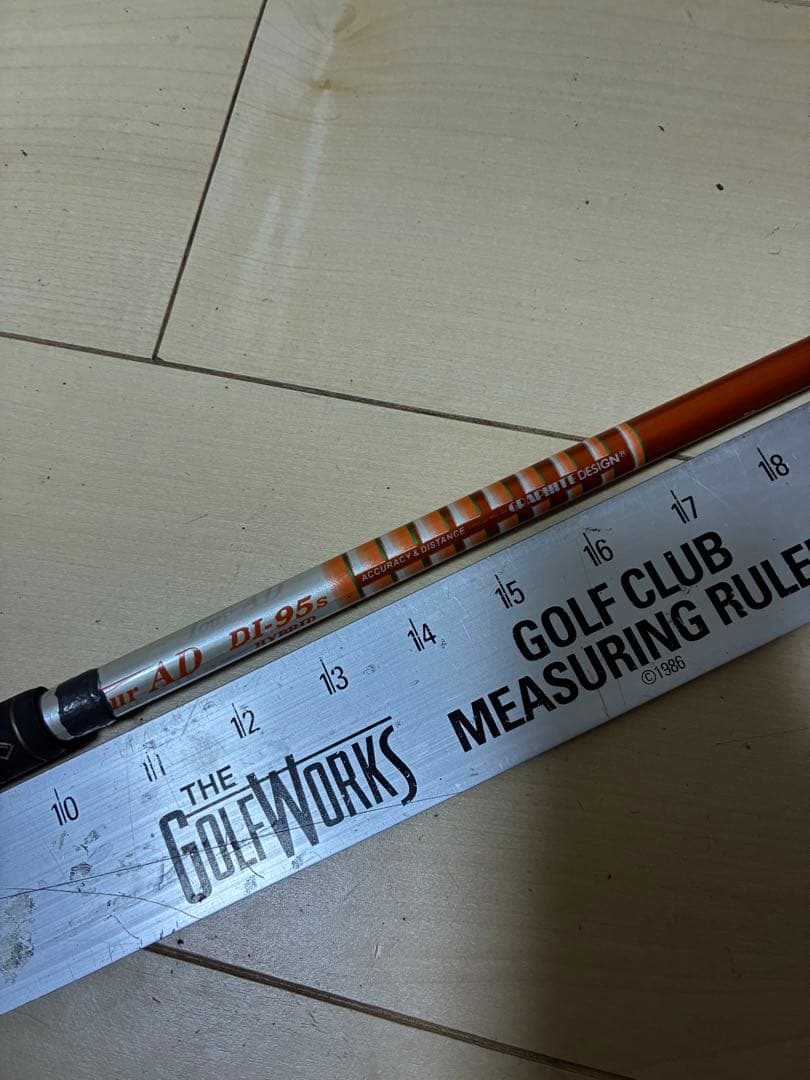 ur AD DI-95 S
HYBRID
ACCURACY & DISTANCE
GRAPHITE DESIGN®
10 11 12 13 14 15 16 17 18
THE
GOLFWORKS
GOLF CLUB
MEASURING RULE
©1986